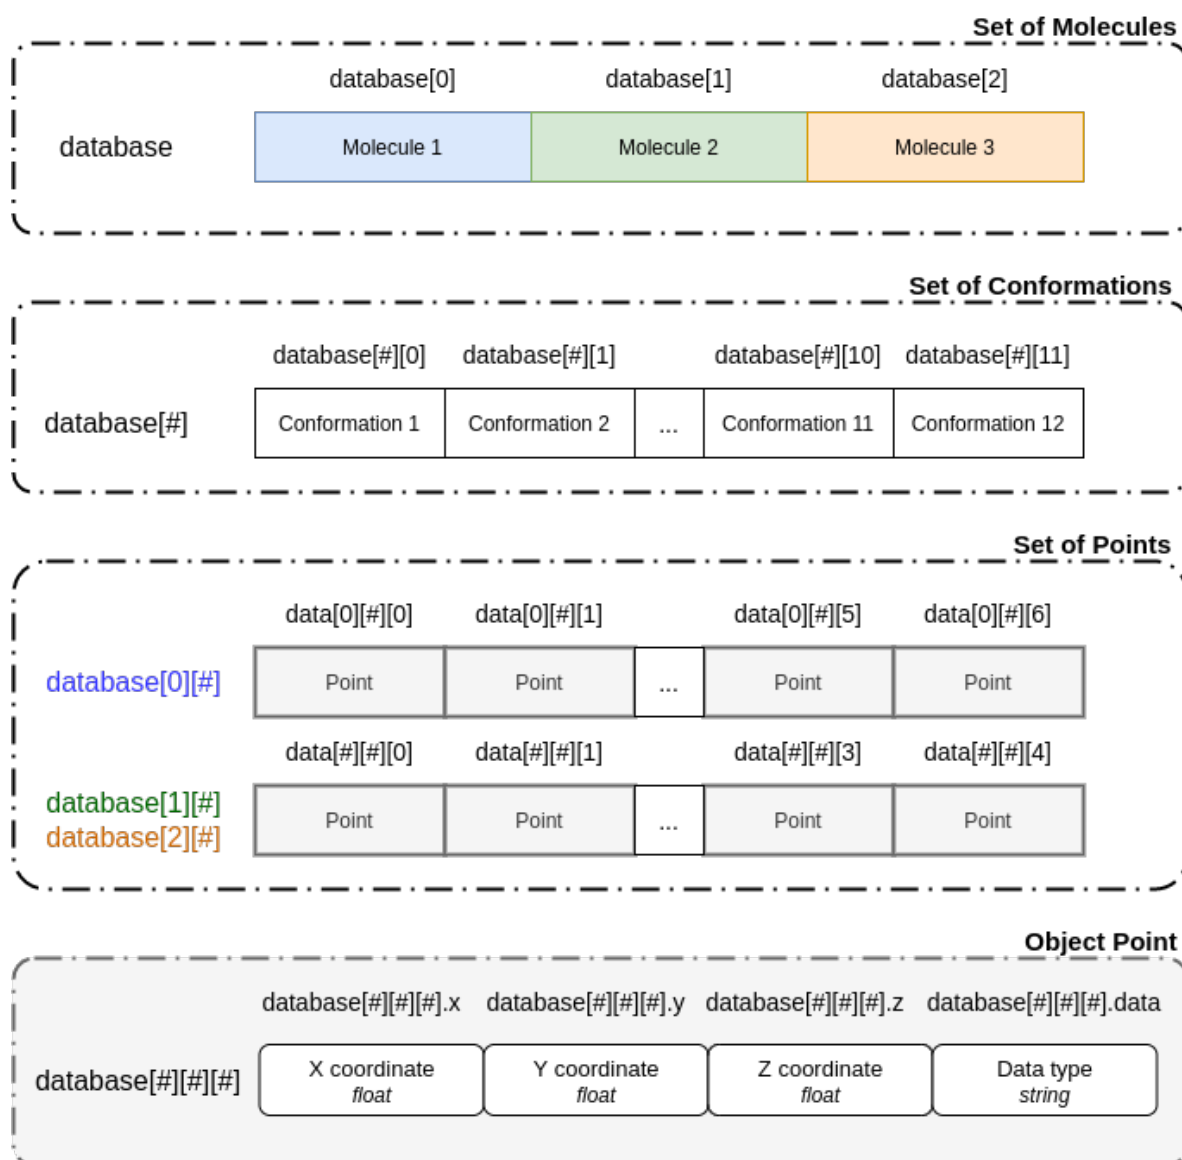 Set of Molecules
database[0] database[1] database[2]
database Molecule 1 Molecule 2 Molecule 3
Set of Conformations
database[#][0] database[#][1] database[#][10] database[#][11]
database[#] Conformation 1 Conformation 2 ... Conformation 11 Conformation 12
Set of Points
data[0][#][0] data[0][#][1] data[0][#][5] data[0][#][6]
database[0][#] Point Point ... Point Point
data[#][#][0] data[#][#][1] data[#][#][3] data[#][#][4]
database[1][#]
database[2][#]
Point Point ... Point Point
Object Point
database[#][#][#].x database[#][#][#].y database[#][#][#].z database[#][#][#].data
database[#][#][#]
X coordinate Y coordinate Z coordinate Data type
float float float string